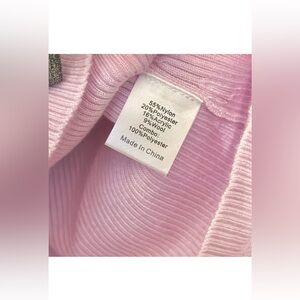 55%Nylon
20%Polyester
16%Acrylic
9%Wool
Combo:
100%Polyester
Made In China